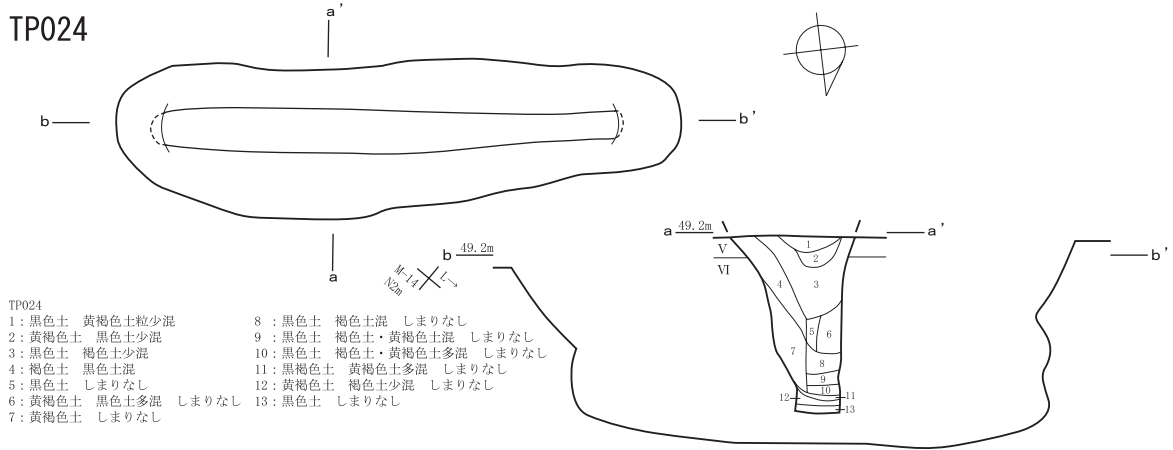 TP024
a'
b
b'
a
a 49.2m a'
b 49.2m b'
V
VI
1
2
3
4
5
6
7
8
9
10
11
12
13
M-14
N2m
L→
TP024
1：黒色土　黄褐色土粒少混
2：黄褐色土　黒色土少混
3：黒色土　褐色土少混
4：褐色土　黒色土混
5：黒色土　しまりなし
6：黄褐色土　黒色土多混　しまりなし
7：黄褐色土　しまりなし
8 ：黒色土　褐色土混　しまりなし
9 ：黒色土　褐色土・黄褐色土混　しまりなし
10：黒色土　褐色土・黄褐色土多混　しまりなし
11：黒褐色土　黄褐色土多混　しまりなし
12：黄褐色土　褐色土少混　しまりなし
13：黒色土　しまりなし